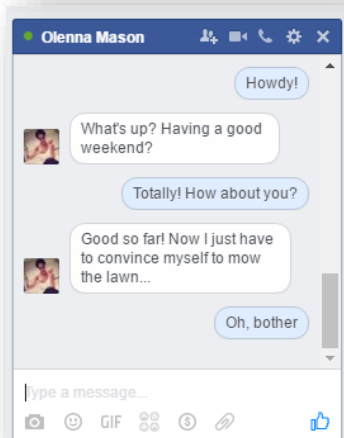 Olenna Mason
Howdy!
What's up? Having a good
weekend?
Totally! How about you?
Good so far! Now I just have
to convince myself to mow
the lawn...
Oh, bother
Type a message...
GIF
$